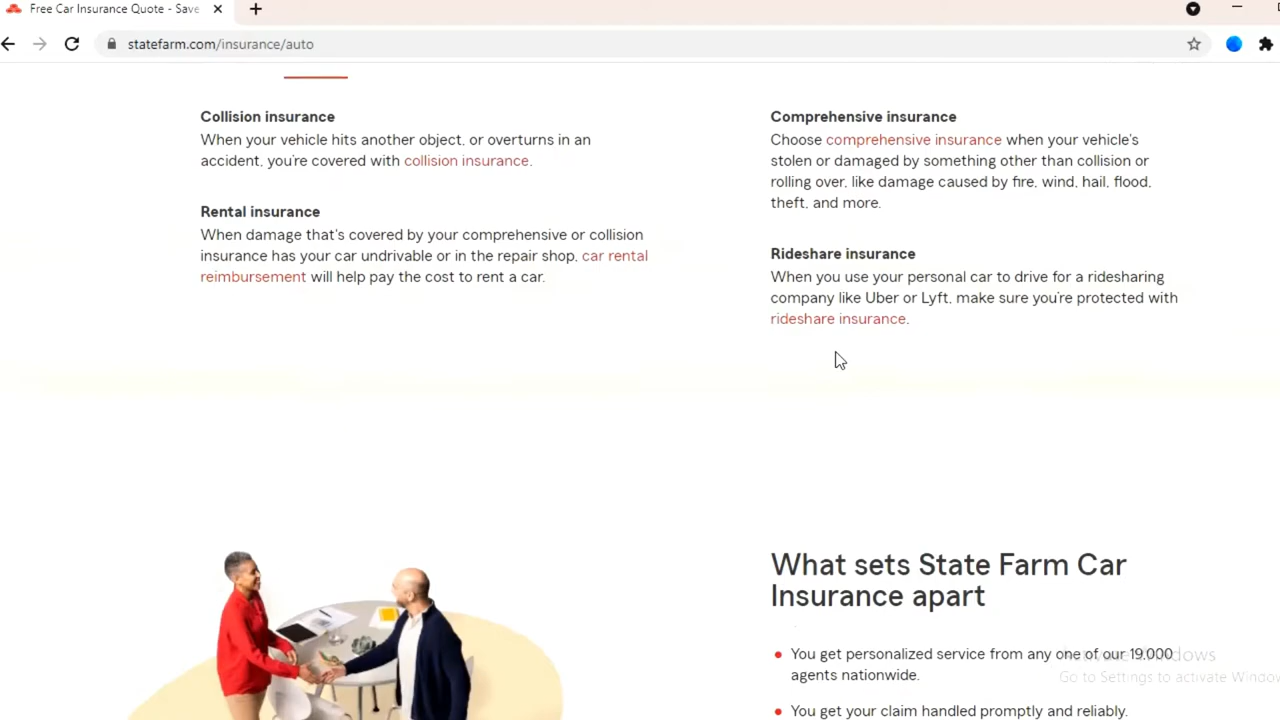 Free Car Insurance Quote - Save
statefarm.com/insurance/auto
Collision insurance
When your vehicle hits another object, or overturns in an
accident, you're covered with collision insurance.
Rental insurance
When damage that's covered by your comprehensive or collision
insurance has your car undrivable or in the repair shop, car rental
reimbursement will help pay the cost to rent a car.
Comprehensive insurance
Choose comprehensive insurance when your vehicle's
stolen or damaged by something other than collision or
rolling over, like damage caused by fire, wind, hail, flood,
theft, and more.
Rideshare insurance
When you use your personal car to drive for a ridesharing
company like Uber or Lyft, make sure you're protected with
rideshare insurance.
What sets State Farm Car
Insurance apart
You get personalized service from any one of our 19,000
agents nationwide.
You get your claim handled promptly and reliably.
Activate Windows
Go to Settings to activate Window